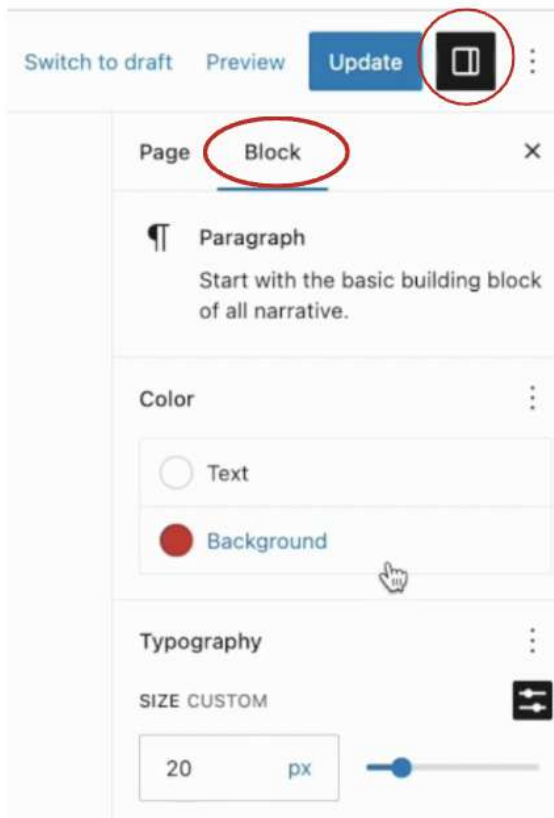 Switch to draft Preview Update
Page Block
Paragraph
Start with the basic building block
of all narrative.
Color
Text
Background
Typography
SIZE CUSTOM
20 px